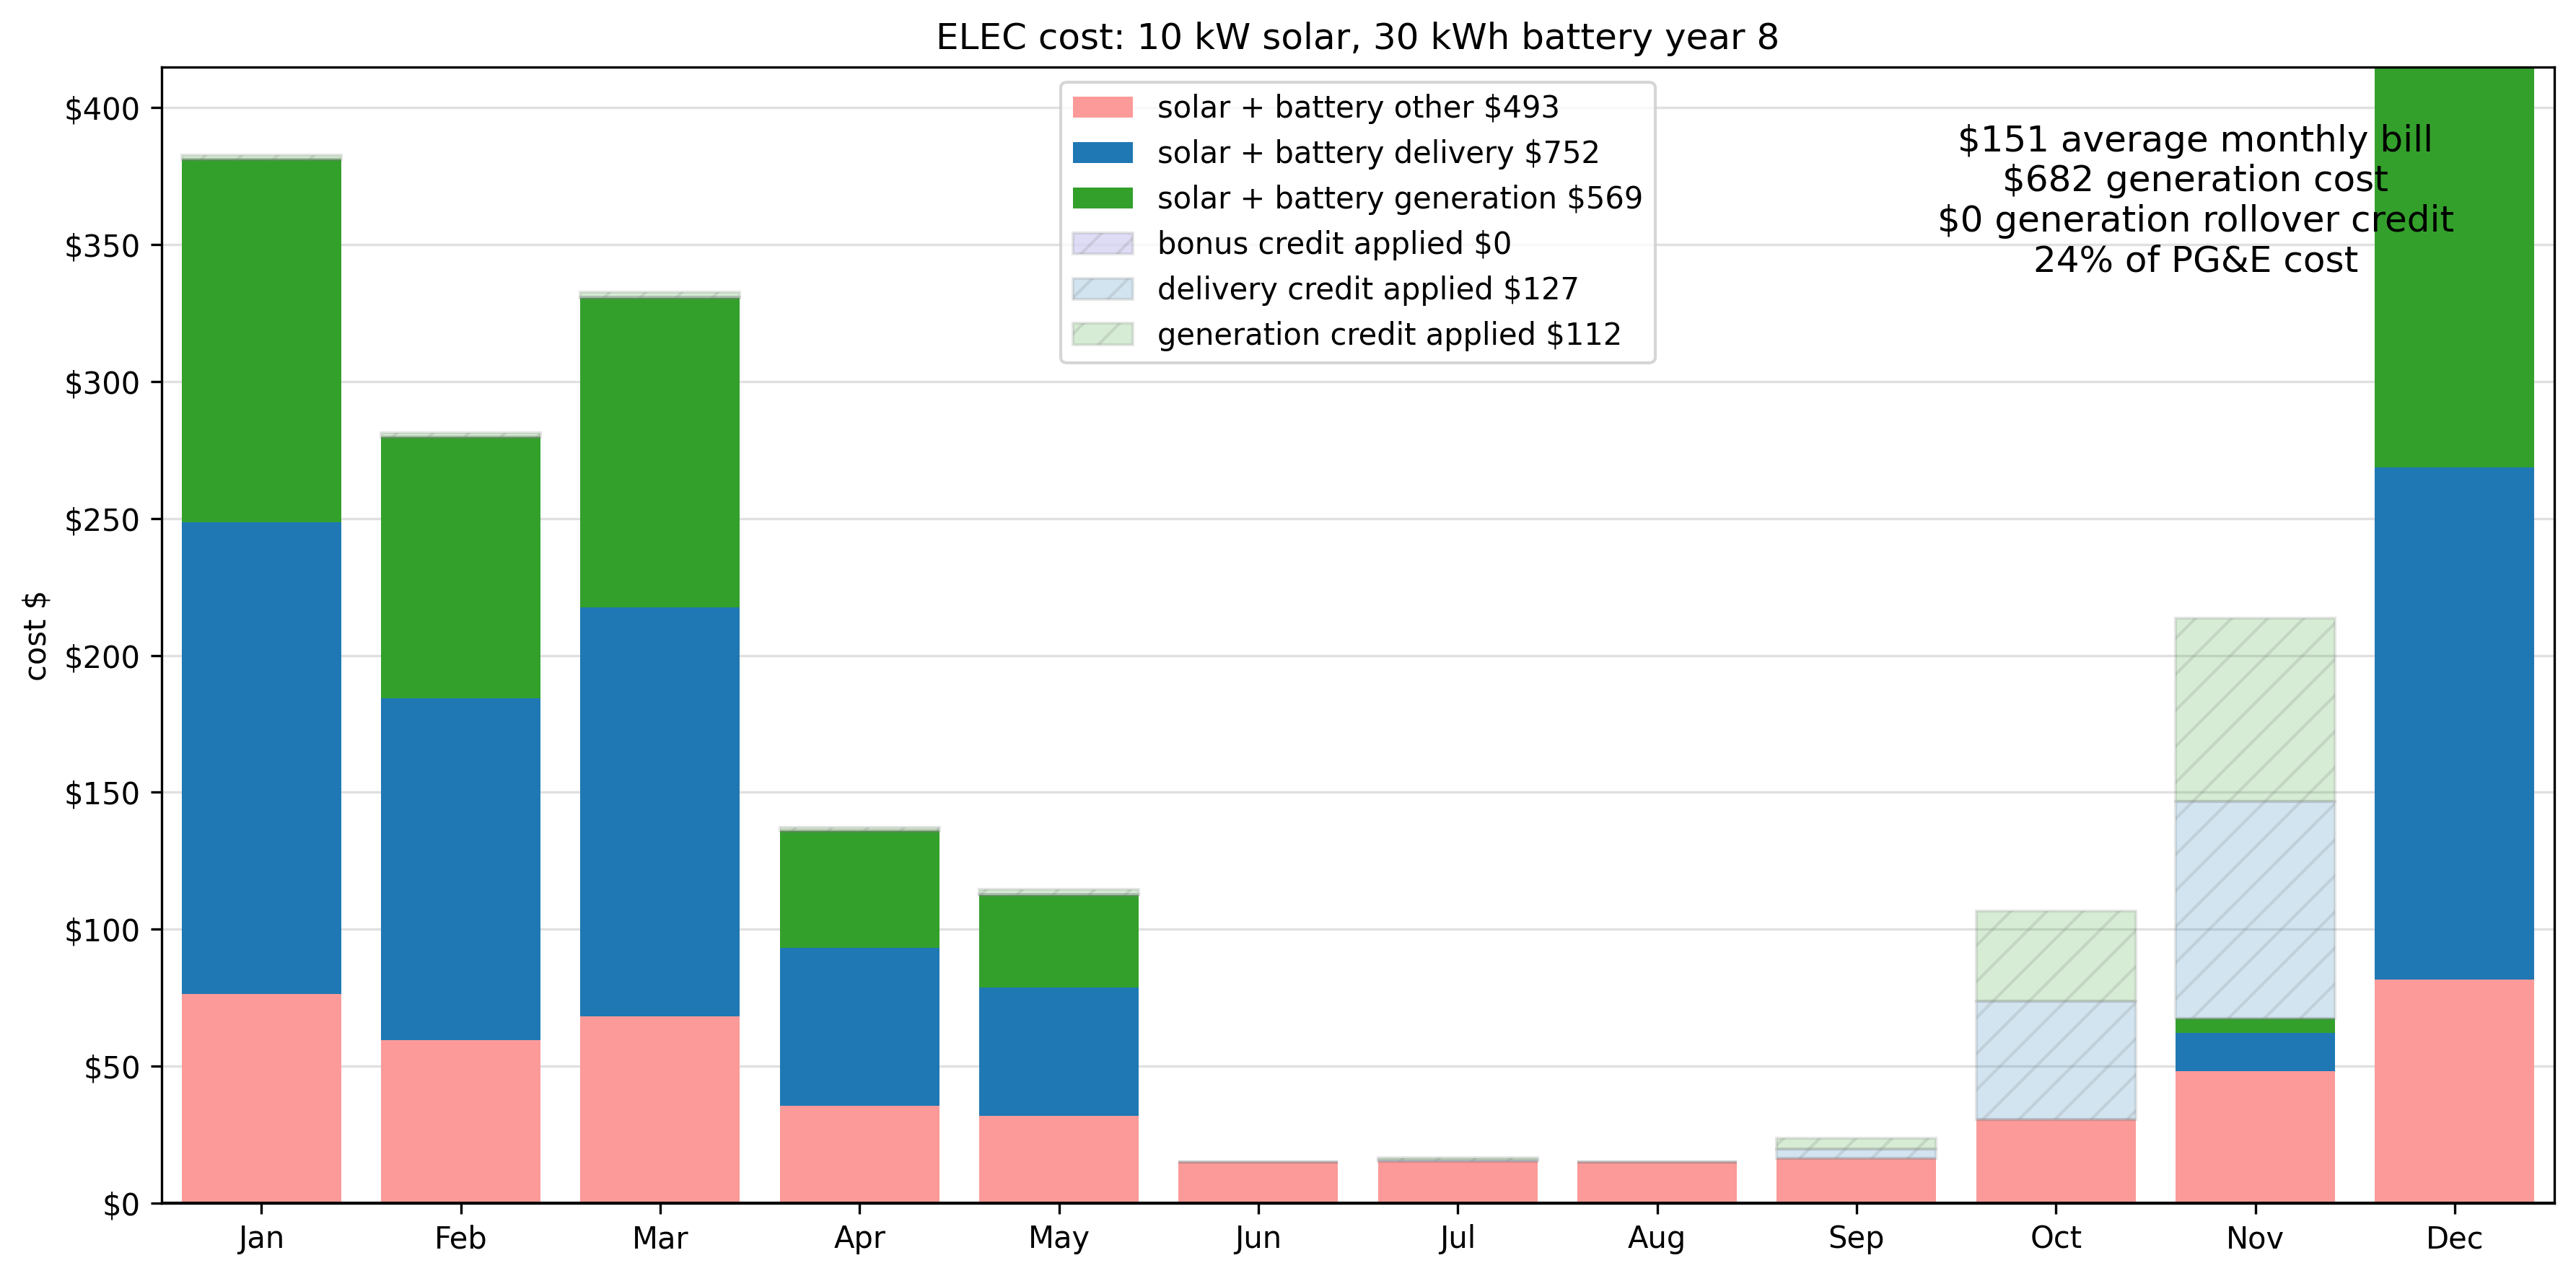 ELEC cost: 10 kW solar, 30 kWh battery year 8
cost $
$400
$350
$300
$250
$200
$150
$100
$50
$0
solar + battery other $493
solar + battery delivery $752
solar + battery generation $569
bonus credit applied $0
delivery credit applied $127
generation credit applied $112
$151 average monthly bill
$682 generation cost
$0 generation rollover credit
24% of PG&E cost
Jan Feb Mar Apr May Jun Jul Aug Sep Oct Nov Dec